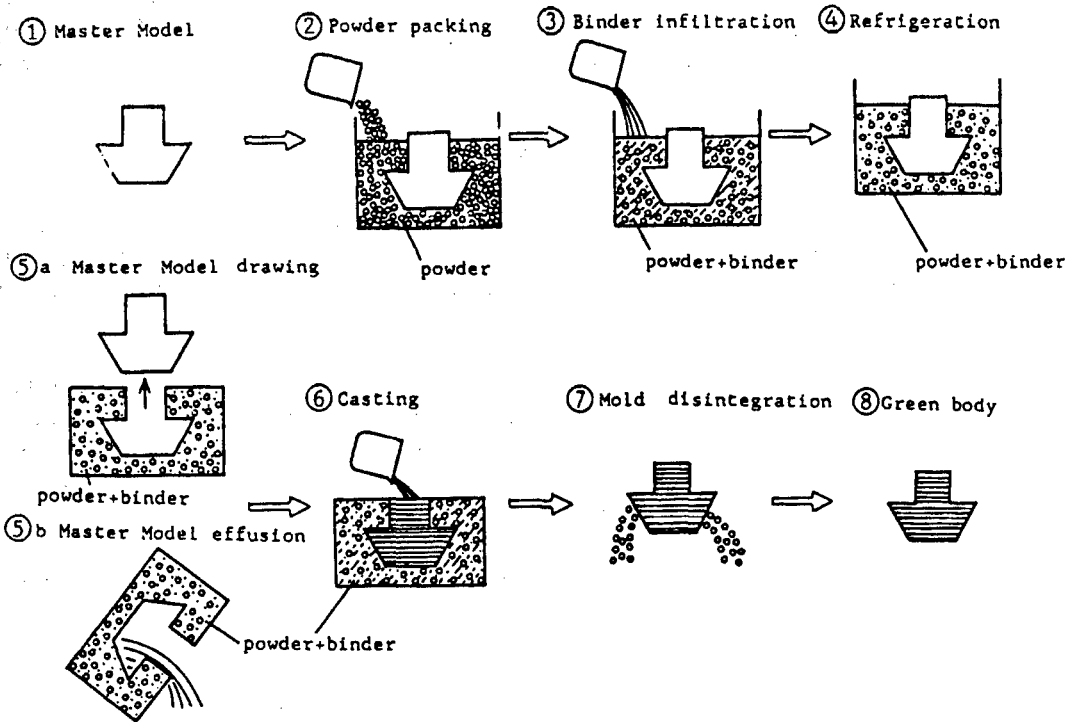 ① Master Model
② Powder packing
③ Binder infiltration
④ Refrigeration
powder
powder+binder
powder+binder
⑤a Master Model drawing
powder+binder
⑤b Master Model effusion
powder+binder
⑥ Casting
⑦ Mold disintegration
⑧ Green body